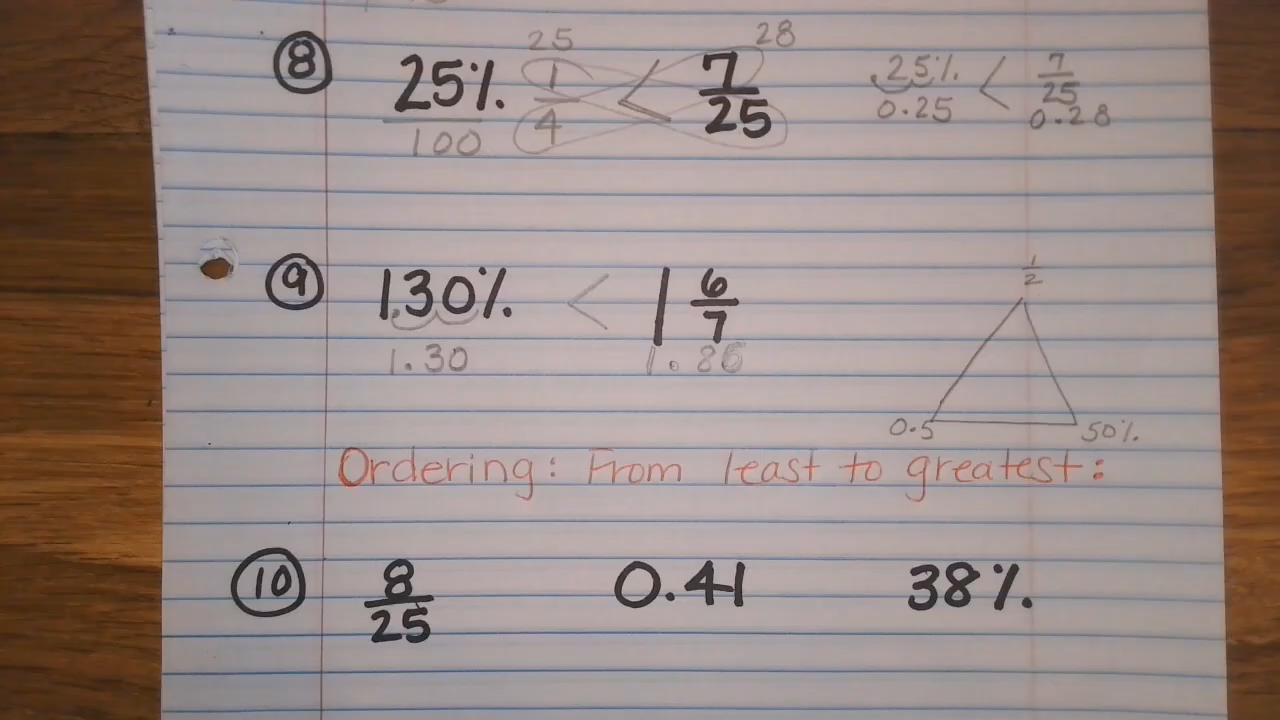 25 28
⑧ 25% 1/4 < 7/25 25% < 7/25
100 0.25 0.28
⑨ 130% < 1 6/7
1.30 1.86
1/2
0.5 50%
Ordering: From least to greatest:
⑩ 8/25 0.41 38%